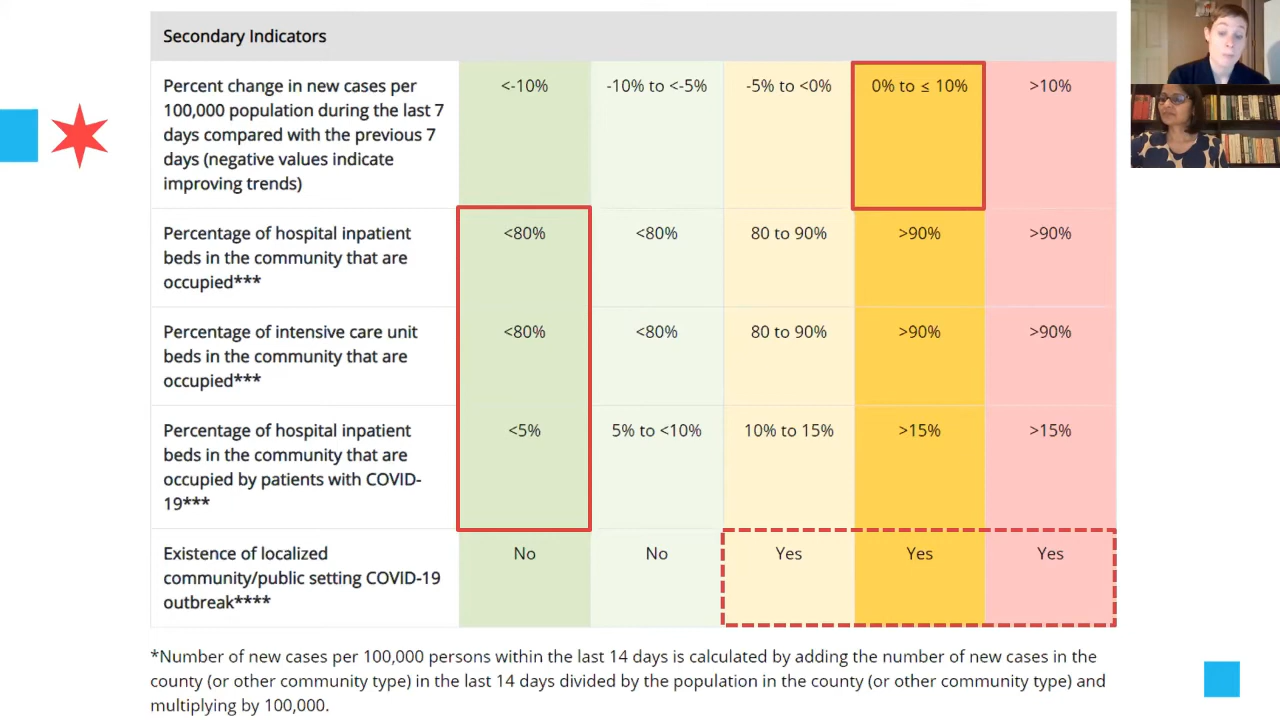 Secondary Indicators
Percent change in new cases per <-10% -10% to <-5% -5% to <0% 0% to ≤ 10% >10%
100,000 population during the last 7
days compared with the previous 7
days (negative values indicate
improving trends)
Percentage of hospital inpatient <80% <80% 80 to 90% >90% >90%
beds in the community that are
occupied***
Percentage of intensive care unit <80% <80% 80 to 90% >90% >90%
beds in the community that are
occupied***
Percentage of hospital inpatient <5% 5% to <10% 10% to 15% >15% >15%
beds in the community that are
occupied by patients with COVID-
19***
Existence of localized No No Yes Yes Yes
community/public setting COVID-19
outbreak****
*Number of new cases per 100,000 persons within the last 14 days is calculated by adding the number of new cases in the
county (or other community type) in the last 14 days divided by the population in the county (or other community type) and
multiplying by 100,000.